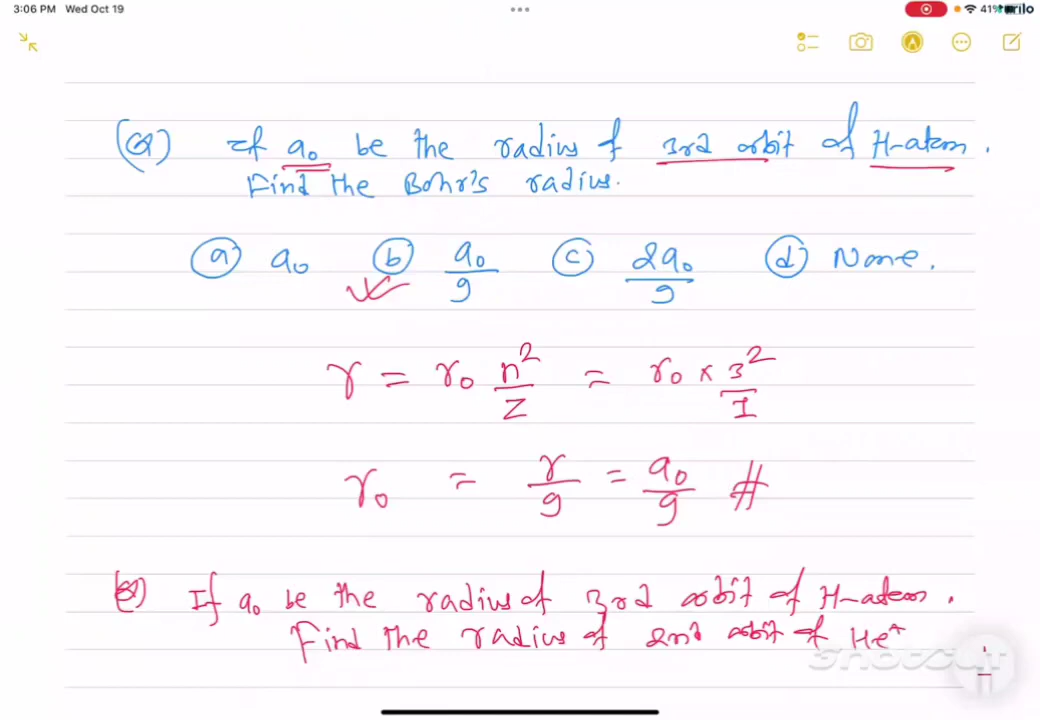 3:06 PM Wed Oct 19
41%
(Q) If a₀ be the radius of 3rd orbit of H-atom.
Find the Bohr's radius.
(a) a₀ (b) a₀/9 (c) 2a₀/9 (d) None.
r = r₀ n²/Z = r₀ × 3²/1
r₀ = r/9 = a₀/9 #
(Q) If a₀ be the radius of 3rd orbit of H-atom.
Find the radius of 2nd orbit of He⁺